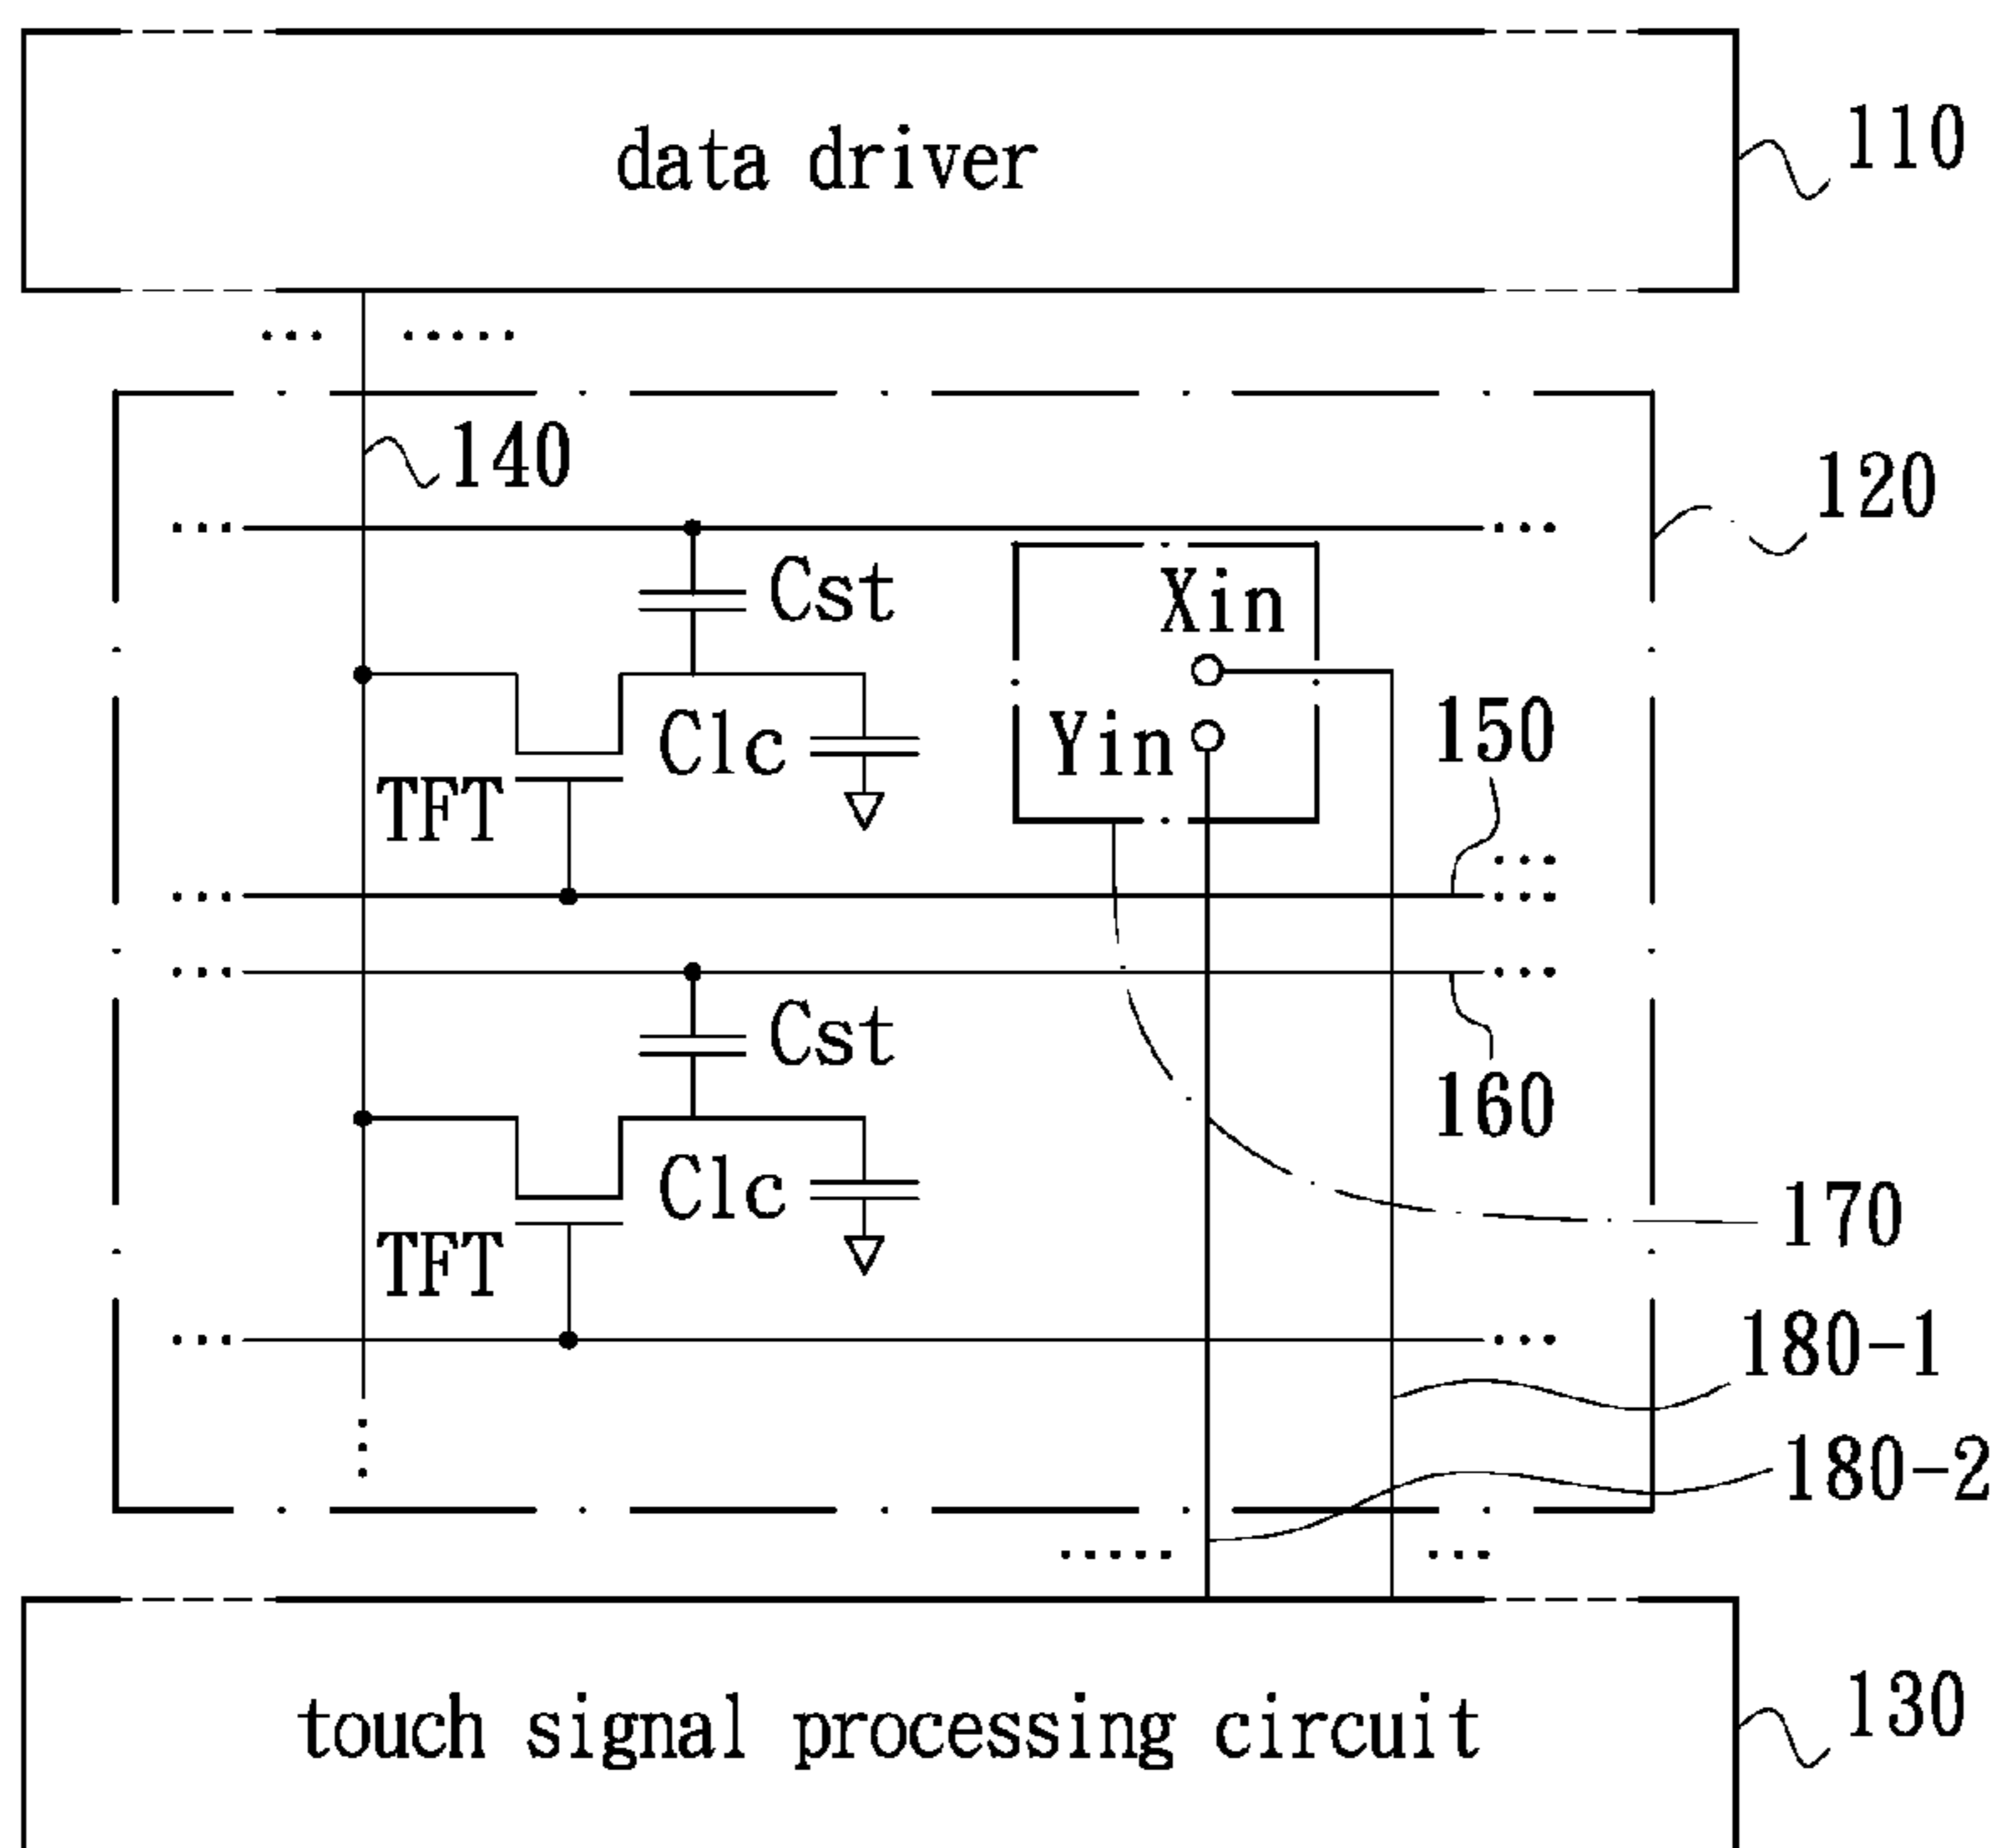 data driver
110
140
120
Cst
Xin
Clc
Yin
150
TFT
Cst
160
Clc
170
TFT
180-1
180-2
touch signal processing circuit
130